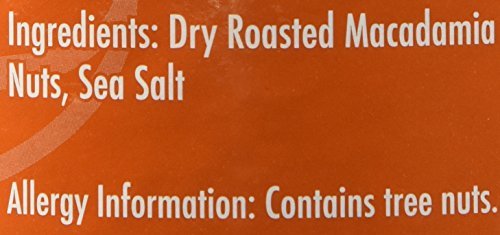 Ingredients: Dry Roasted Macadamia
Nuts, Sea Salt
Allergy Information: Contains tree nuts.